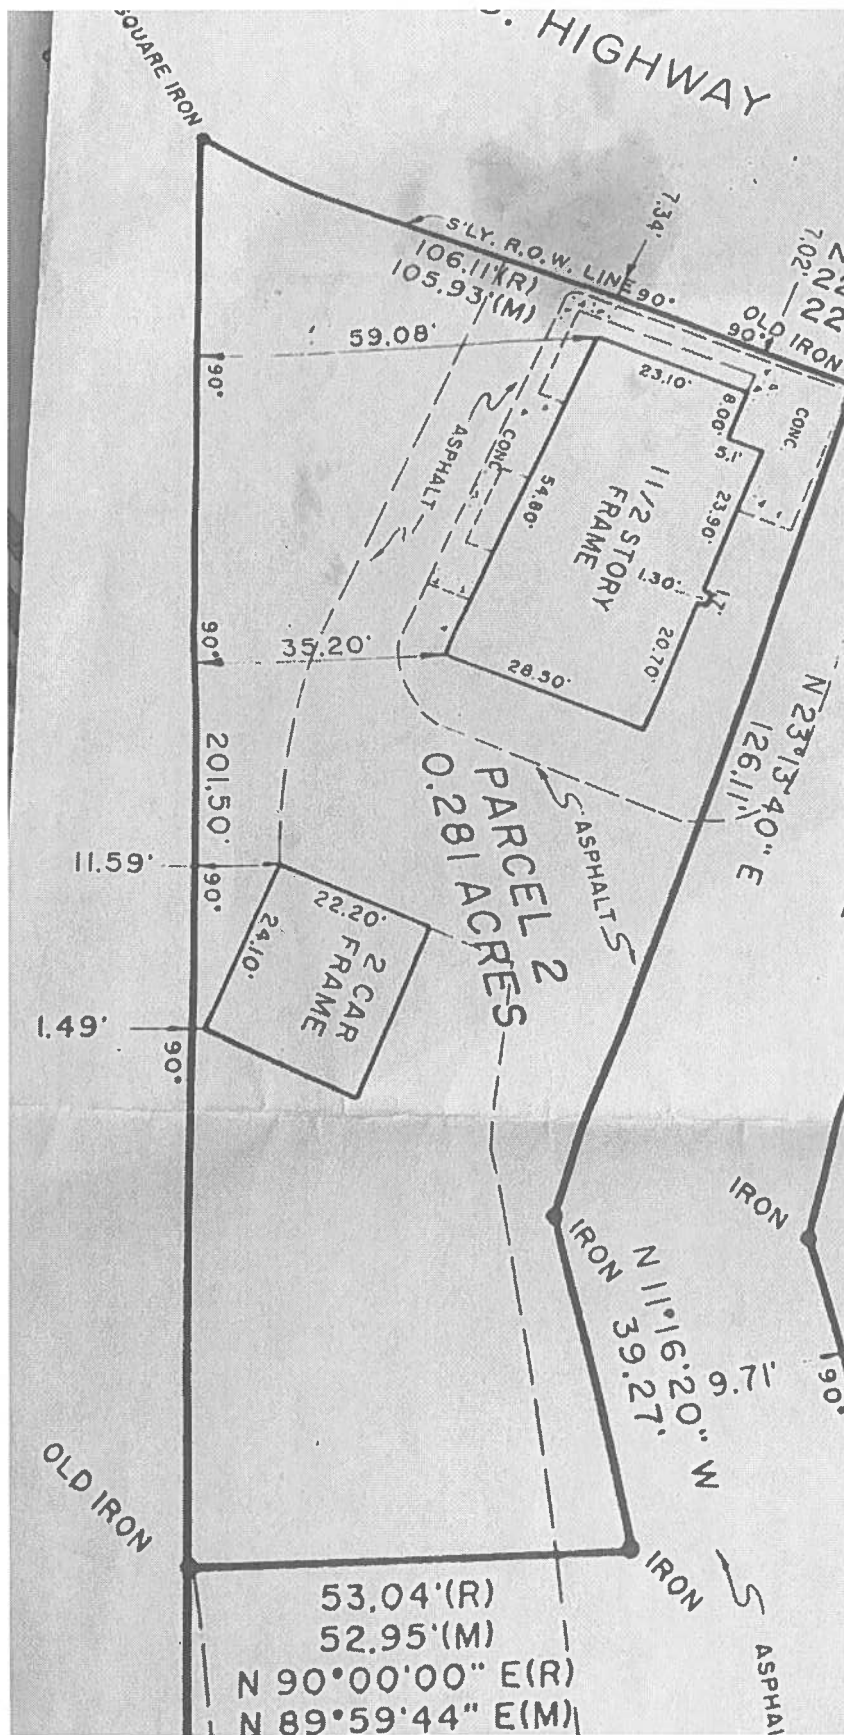 SQUARE IRON
HIGHWAY
S'LY. R.O.W. LINE
106.11'(R)
105.93'(M)
7.34'
90°
7.02'
22
22
90°
OLD IRON
59.08'
90°
23.10'
8.00'
5.1'
CONC.
ASPHALT
CONC.
54.80'
1 1/2 STORY
FRAME
23.90'
1.30'
20.70'
90°
35.20'
28.50'
N 23°13'40" E
126.11'
201.50'
PARCEL 2
0.281 ACRES
ASPHALT
11.59'
90°
22.20'
24.10'
2 CAR
FRAME
1.49'
90°
IRON
IRON
N 11°16'20" W
39.27'
9.71'
90°
OLD IRON
IRON
53.04'(R)
52.95'(M)
N 90°00'00" E(R)
N 89°59'44" E(M)
ASPHAL